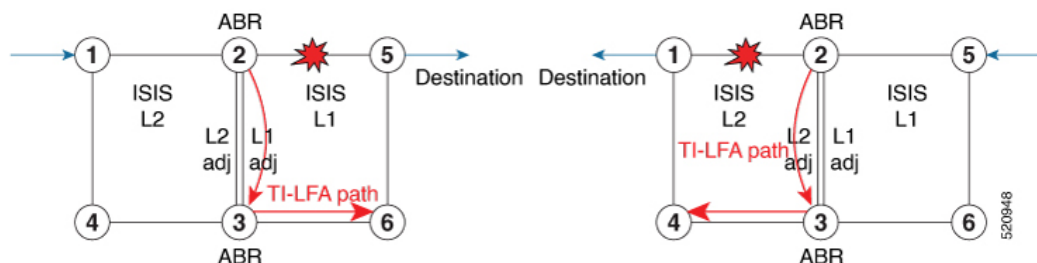 ABR
1
2
5
Destination
ISIS
L2
ISIS
L1
L2
adj
L1
adj
TI-LFA path
4
3
6
ABR
ABR
1
2
5
Destination
ISIS
L2
ISIS
L1
TI-LFA path
L2
adj
L1
adj
4
3
6
ABR
520948